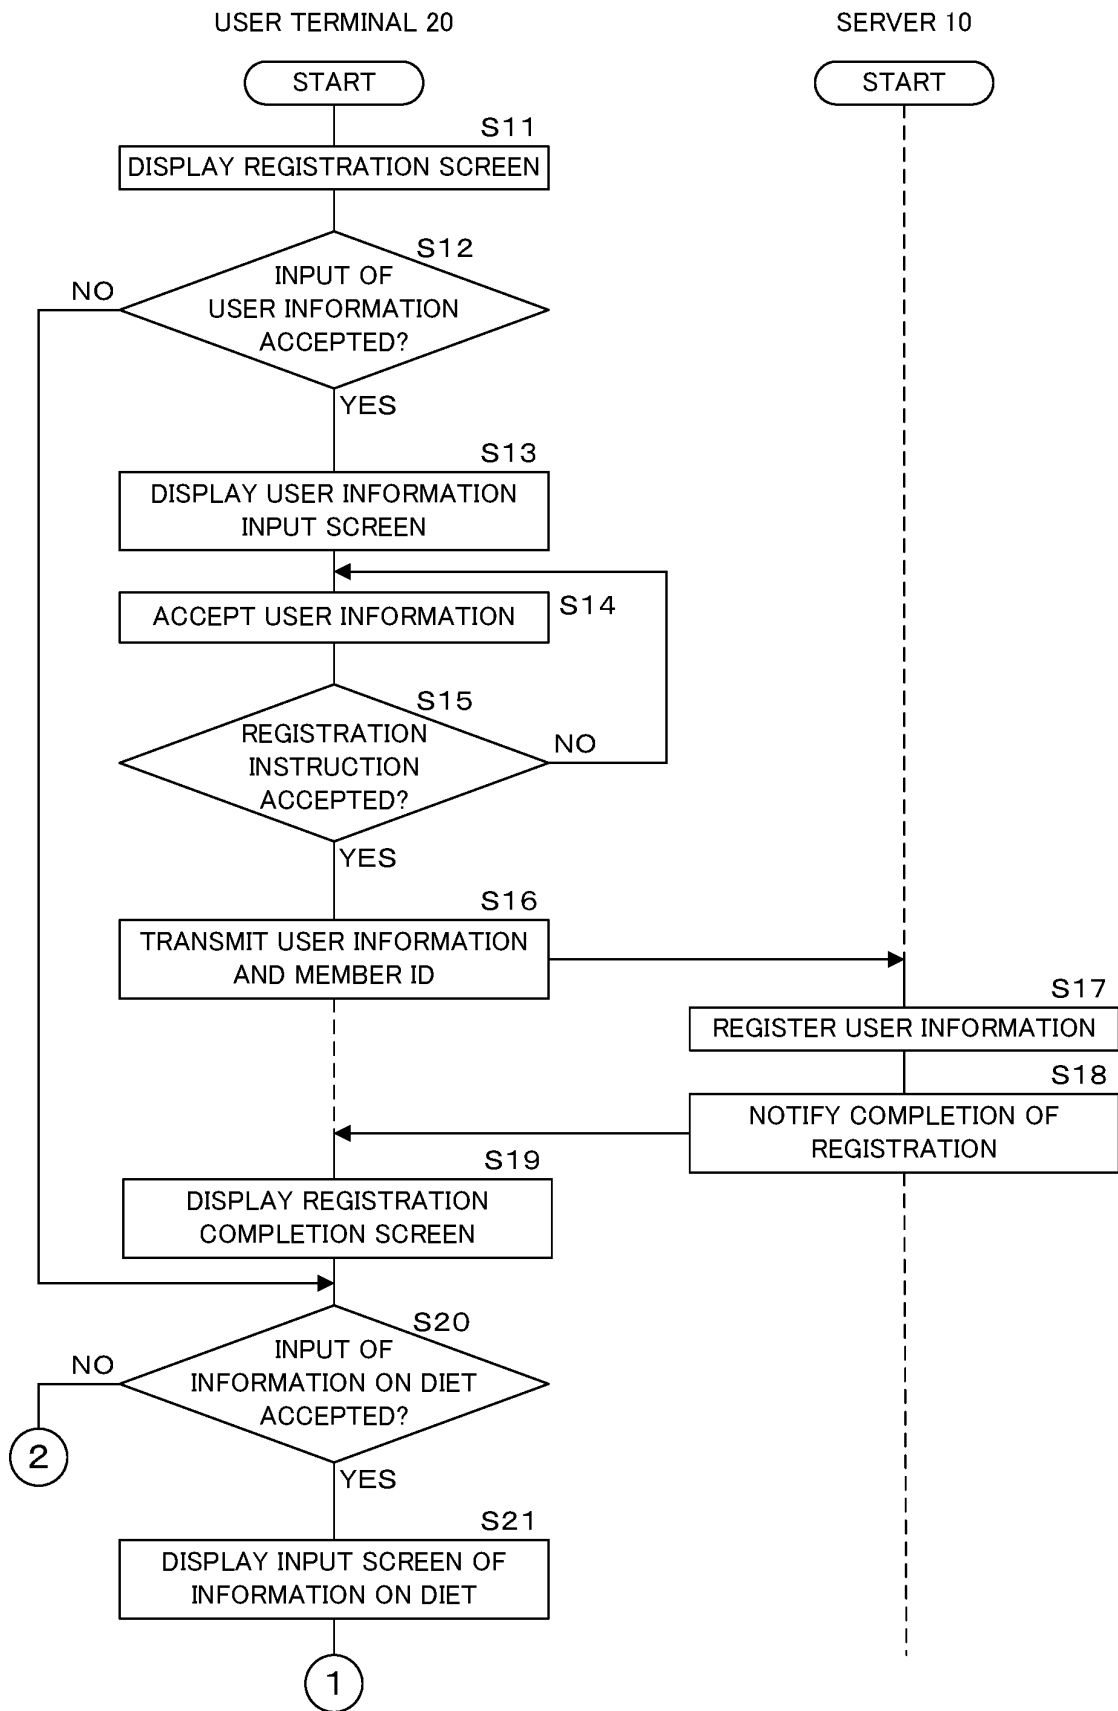 USER TERMINAL 20
SERVER 10
START
START
S11
DISPLAY REGISTRATION SCREEN
S12
INPUT OF
USER INFORMATION
ACCEPTED?
NO
YES
S13
DISPLAY USER INFORMATION
INPUT SCREEN
ACCEPT USER INFORMATION
S14
S15
REGISTRATION
INSTRUCTION
ACCEPTED?
NO
YES
S16
TRANSMIT USER INFORMATION
AND MEMBER ID
S17
REGISTER USER INFORMATION
S18
NOTIFY COMPLETION OF
REGISTRATION
S19
DISPLAY REGISTRATION
COMPLETION SCREEN
S20
INPUT OF
INFORMATION ON DIET
ACCEPTED?
NO
2
YES
S21
DISPLAY INPUT SCREEN OF
INFORMATION ON DIET
1